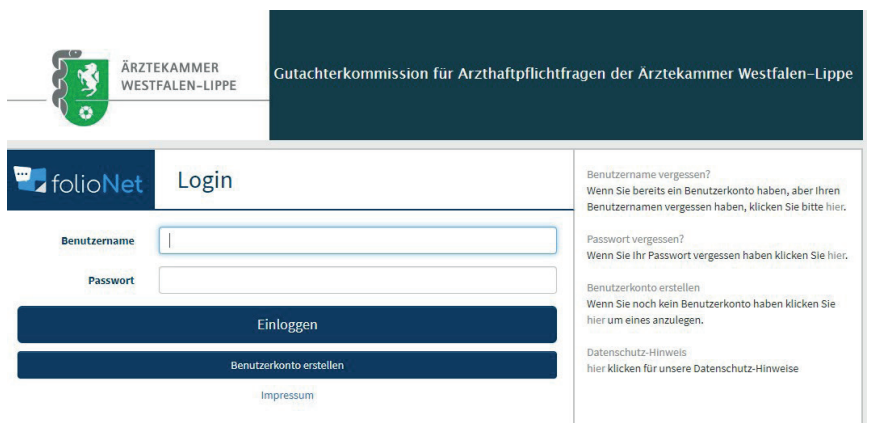 ÄRZTEKAMMER
WESTFALEN-LIPPE
Gutachterkommission für Arzthaftpflichtfragen der Ärztekammer Westfalen-Lippe
folioNet
Login
Benutzername
Passwort
Einloggen
Benutzerkonto erstellen
Impressum
Benutzername vergessen?
Wenn Sie bereits ein Benutzerkonto haben, aber Ihren
Benutzernamen vergessen haben, klicken Sie bitte hier.
Passwort vergessen?
Wenn Sie Ihr Passwort vergessen haben klicken Sie hier.
Benutzerkonto erstellen
Wenn Sie noch kein Benutzerkonto haben klicken Sie
hier um eines anzulegen.
Datenschutz-Hinweis
hier klicken für unsere Datenschutz-Hinweise